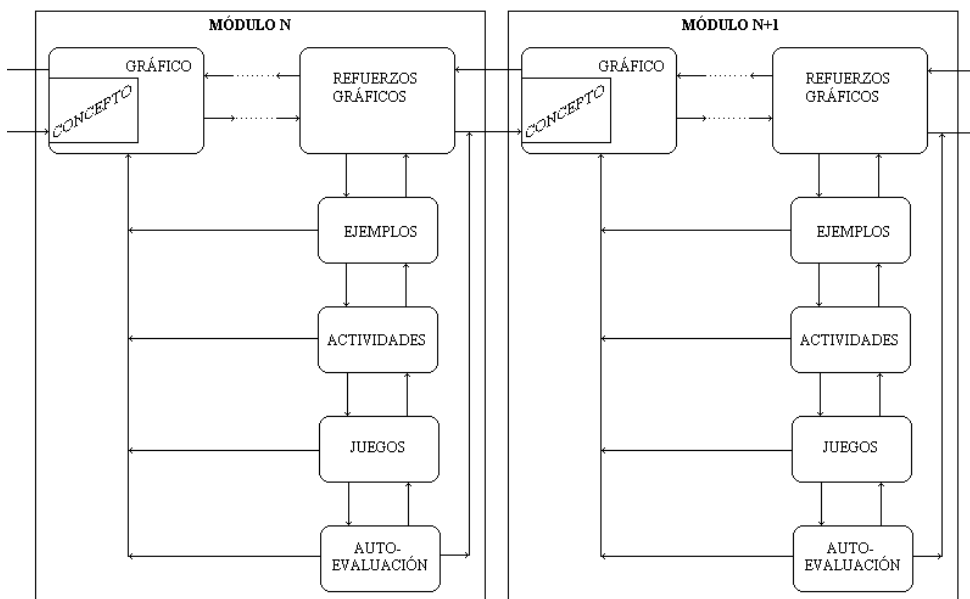 MÓDULO N
GRÁFICO
CONCEPTO
REFUERZOS
GRÁFICOS
EJEMPLOS
ACTIVIDADES
JUEGOS
AUTO-
EVALUACIÓN
MÓDULO N+1
GRÁFICO
CONCEPTO
REFUERZOS
GRÁFICOS
EJEMPLOS
ACTIVIDADES
JUEGOS
AUTO-
EVALUACIÓN